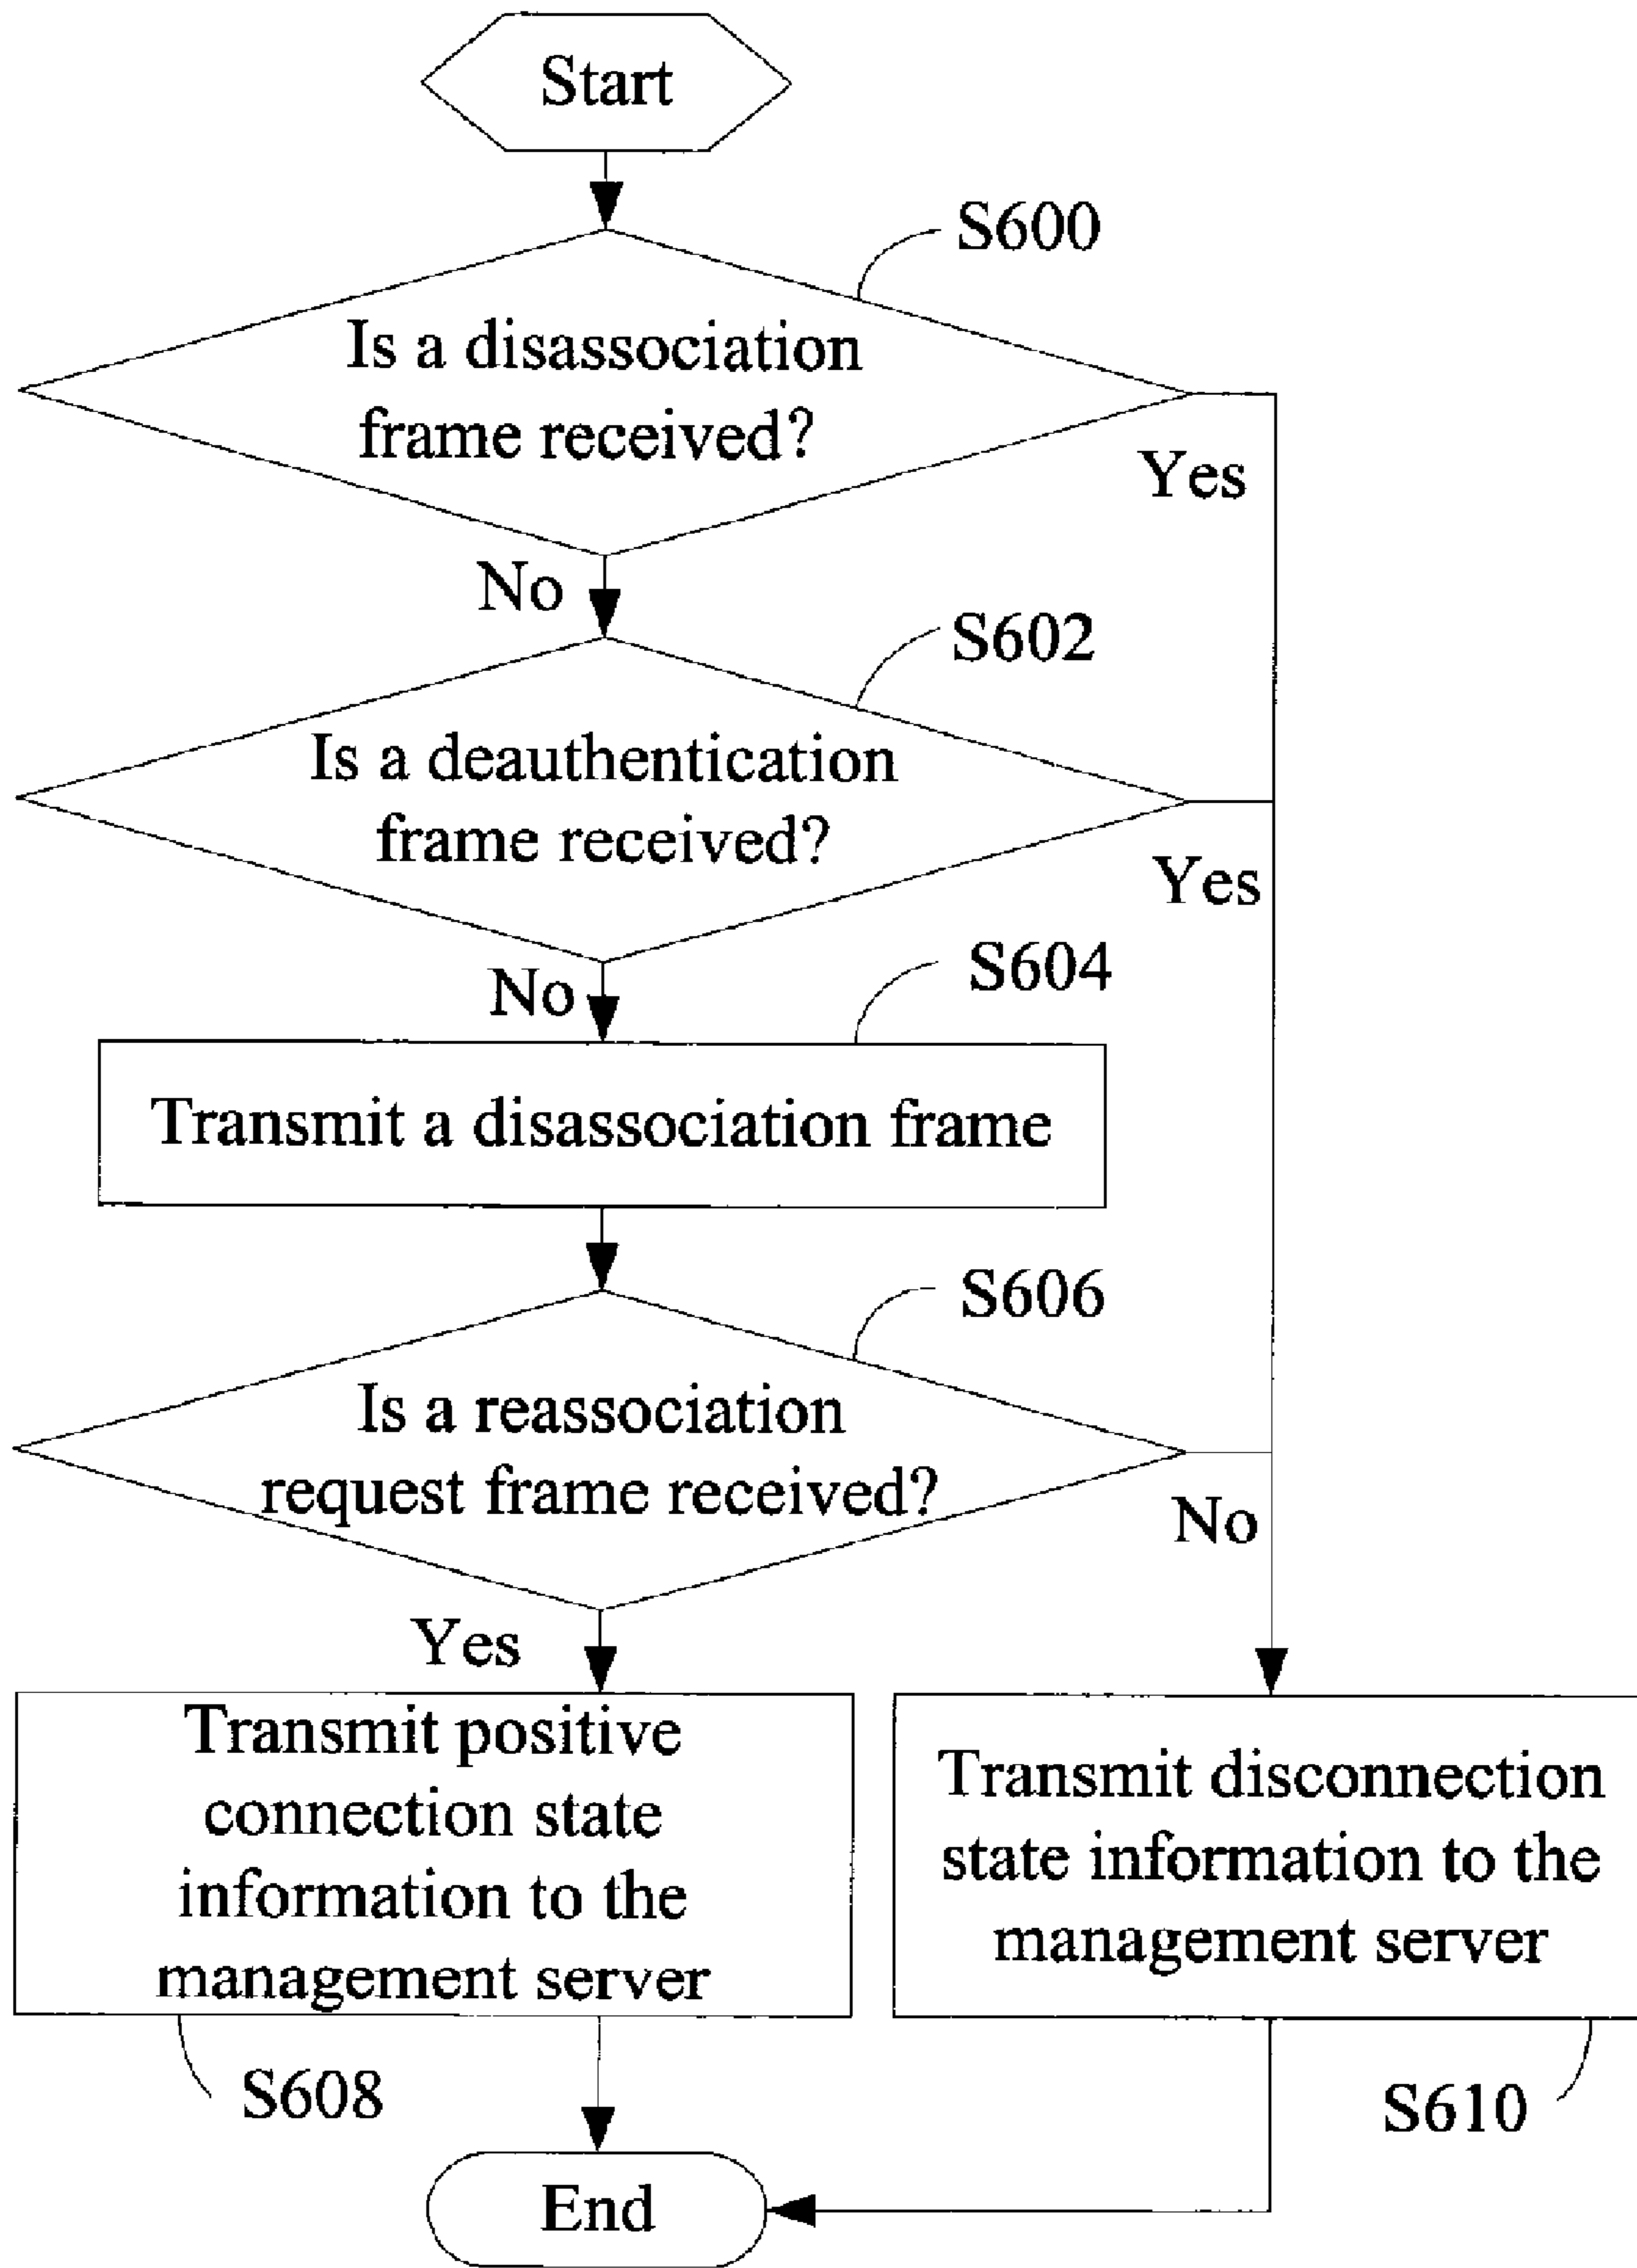 Start
S600
Is a disassociation
frame received?
Yes
No
S602
Is a deauthentication
frame received?
Yes
No
S604
Transmit a disassociation frame
S606
Is a reassociation
request frame received?
No
Yes
Transmit positive
connection state
information to the
management server
Transmit disconnection
state information to the
management server
S608
S610
End